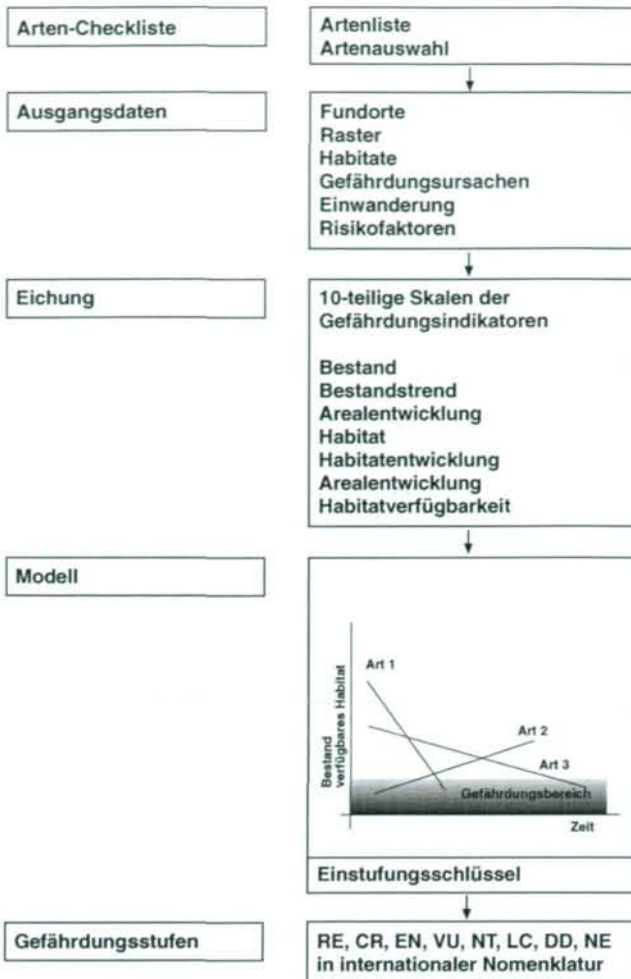 Arten-Checkliste
Artenliste
Artenauswahl
Ausgangsdaten
Fundorte
Raster
Habitate
Gefährdungsursachen
Einwanderung
Risikofaktoren
Eichung
10-teilige Skalen der
Gefährdungsindikatoren
Bestand
Bestandstrend
Arealentwicklung
Habitat
Habitatentwicklung
Arealentwicklung
Habitatverfügbarkeit
Modell
Bestand
verfügbares Habitat
Art 1
Art 2
Art 3
Gefährdungsbereich
Zeit
Einstufungsschlüssel
Gefährdungsstufen
RE, CR, EN, VU, NT, LC, DD, NE
in internationaler Nomenklatur